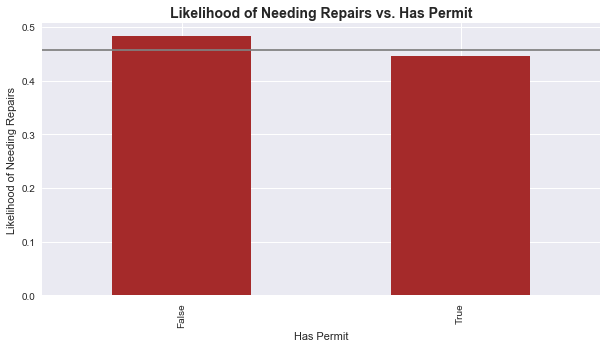 Likelihood of Needing Repairs vs. Has Permit
Likelihood of Needing Repairs
0.5
0.4
0.3
0.2
0.1
0.0
False
True
Has Permit